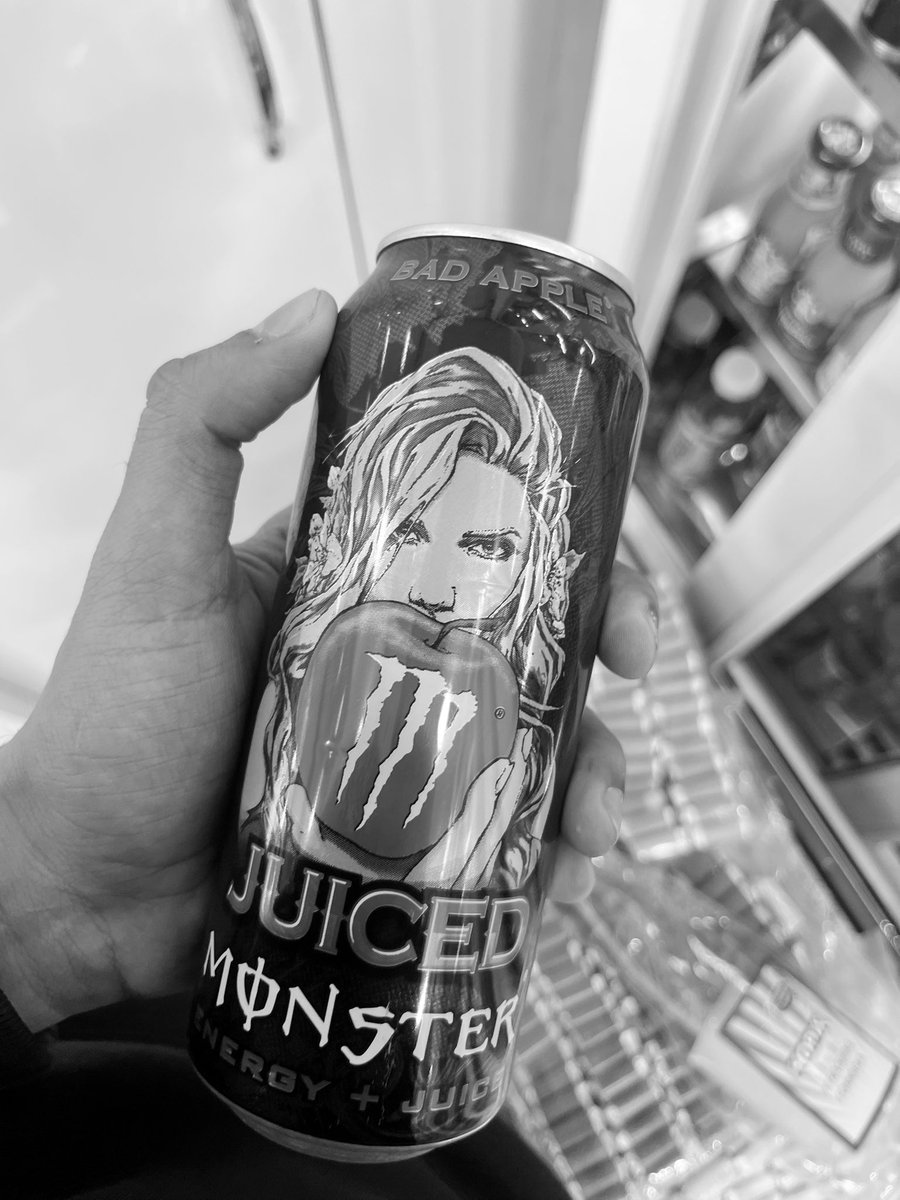 BAD APPLE
JUICED
MONSTER
ENERGY + JUICE